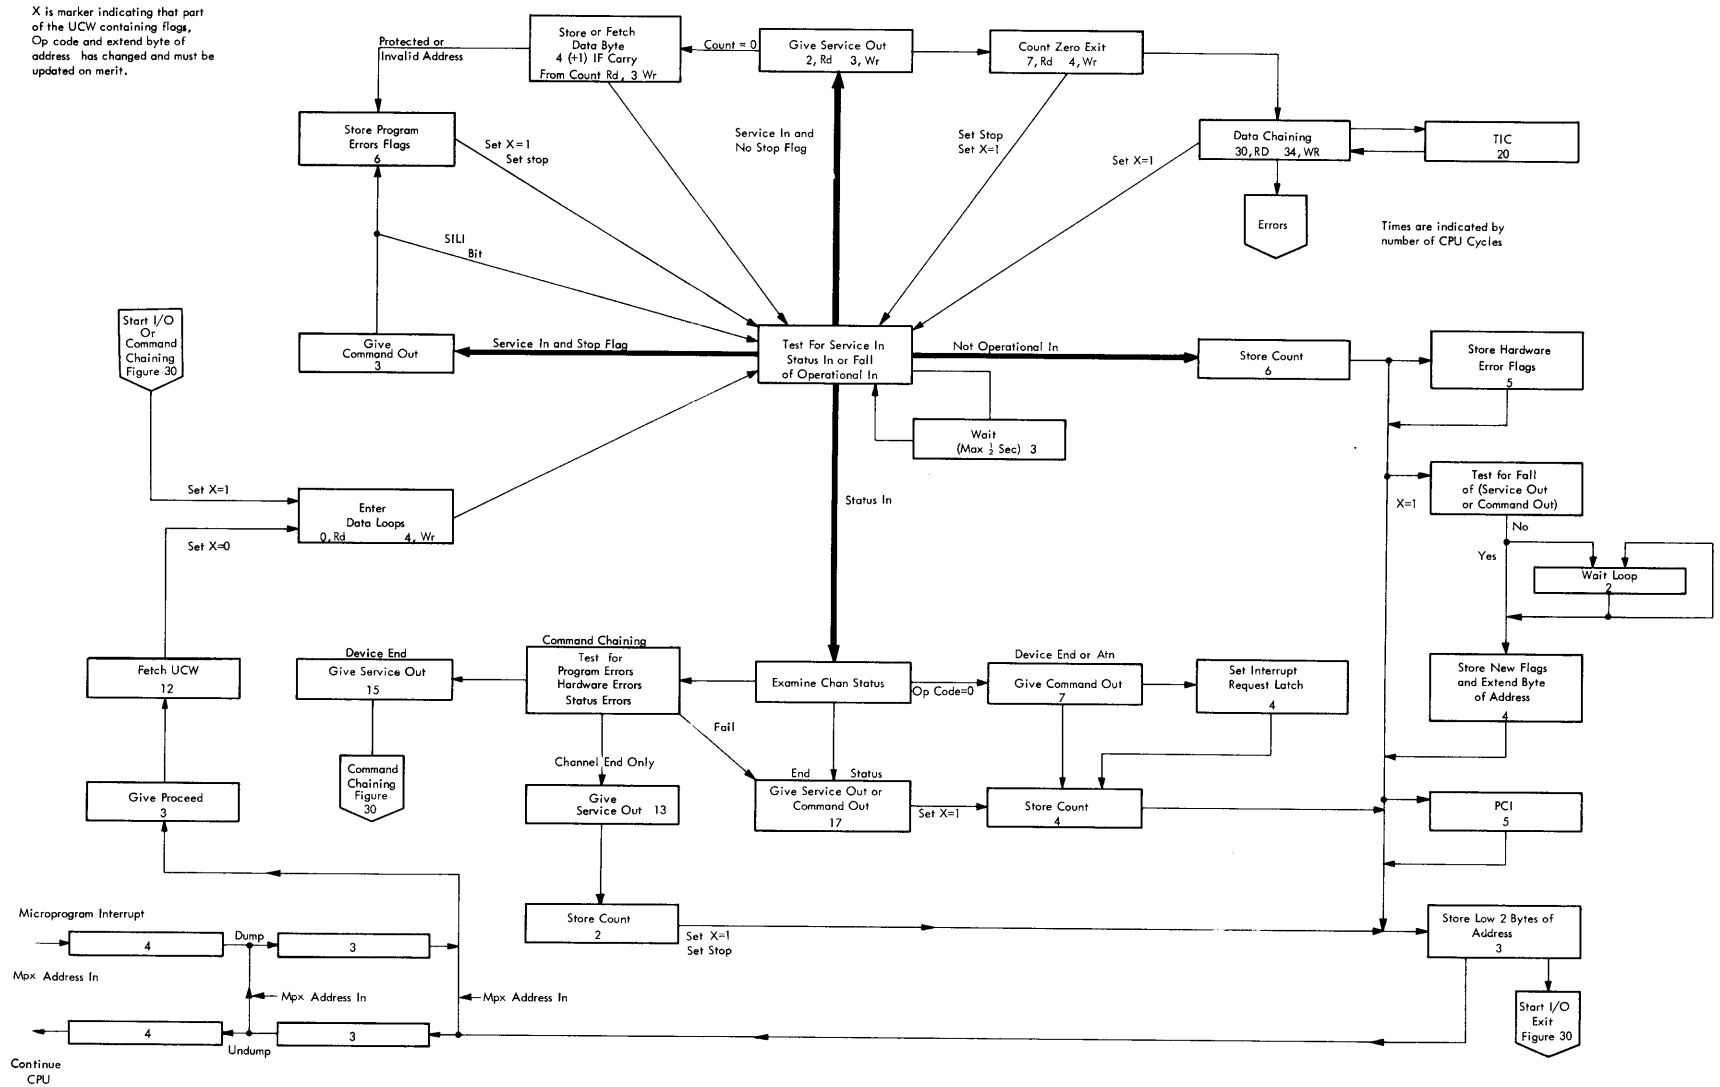 X is marker indicating that part
of the UCW containing flags,
Op code and extend byte of
address has changed and must be
updated on merit.
Protected or
Invalid Address
Store or Fetch
Data Byte
4 (+1) IF Carry
From Count Rd, 3 Wr
Count = 0
Give Service Out
2, Rd 3, Wr
Count Zero Exit
7, Rd 4, Wr
Store Program
Errors Flags
6
Set X=1
Set stop
Service In and
No Stop Flag
Set Stop
Set X=1
Set X=1
Data Chaining
30, RD 34, WR
TIC
20
Errors
Times are indicated by
number of CPU Cycles
SILI
Bit
Start I/O
Or
Command
Chaining
Figure 30
Give
Command Out
3
Service In and Stop Flag
Test For Service In
Status In or Fall
of Operational In
Not Operational In
Store Count
6
Store Hardware
Error Flags
5
Wait
(Max ½ Sec) 3
Set X=1
Enter
Data Loops
0, Rd 4, Wr
Set X=0
Status In
X=1
Test for Fall
of (Service Out
or Command Out)
No
Yes
Wait Loop
2
Fetch UCW
12
Device End
Give Service Out
15
Command Chaining
Test for
Program Errors
Hardware Errors
Status Errors
Examine Chan Status
Op Code=0
Device End or Atn
Give Command Out
7
Set Interrupt
Request Latch
4
Store New Flags
and Extend Byte
of Address
4
Fail
Channel End Only
Command
Chaining
Figure
30
Give Proceed
3
Give
Service Out 13
End Status
Give Service Out or
Command Out
17
Set X=1
Store Count
4
PCI
5
Microprogram Interrupt
4
Dump
3
Mpx Address In
Mpx Address In
Mpx Address In
Store Count
2
Set X=1
Set Stop
Store Low 2 Bytes of
Address
3
4
Undump
3
Continue
CPU
Start I/O
Exit
Figure 30